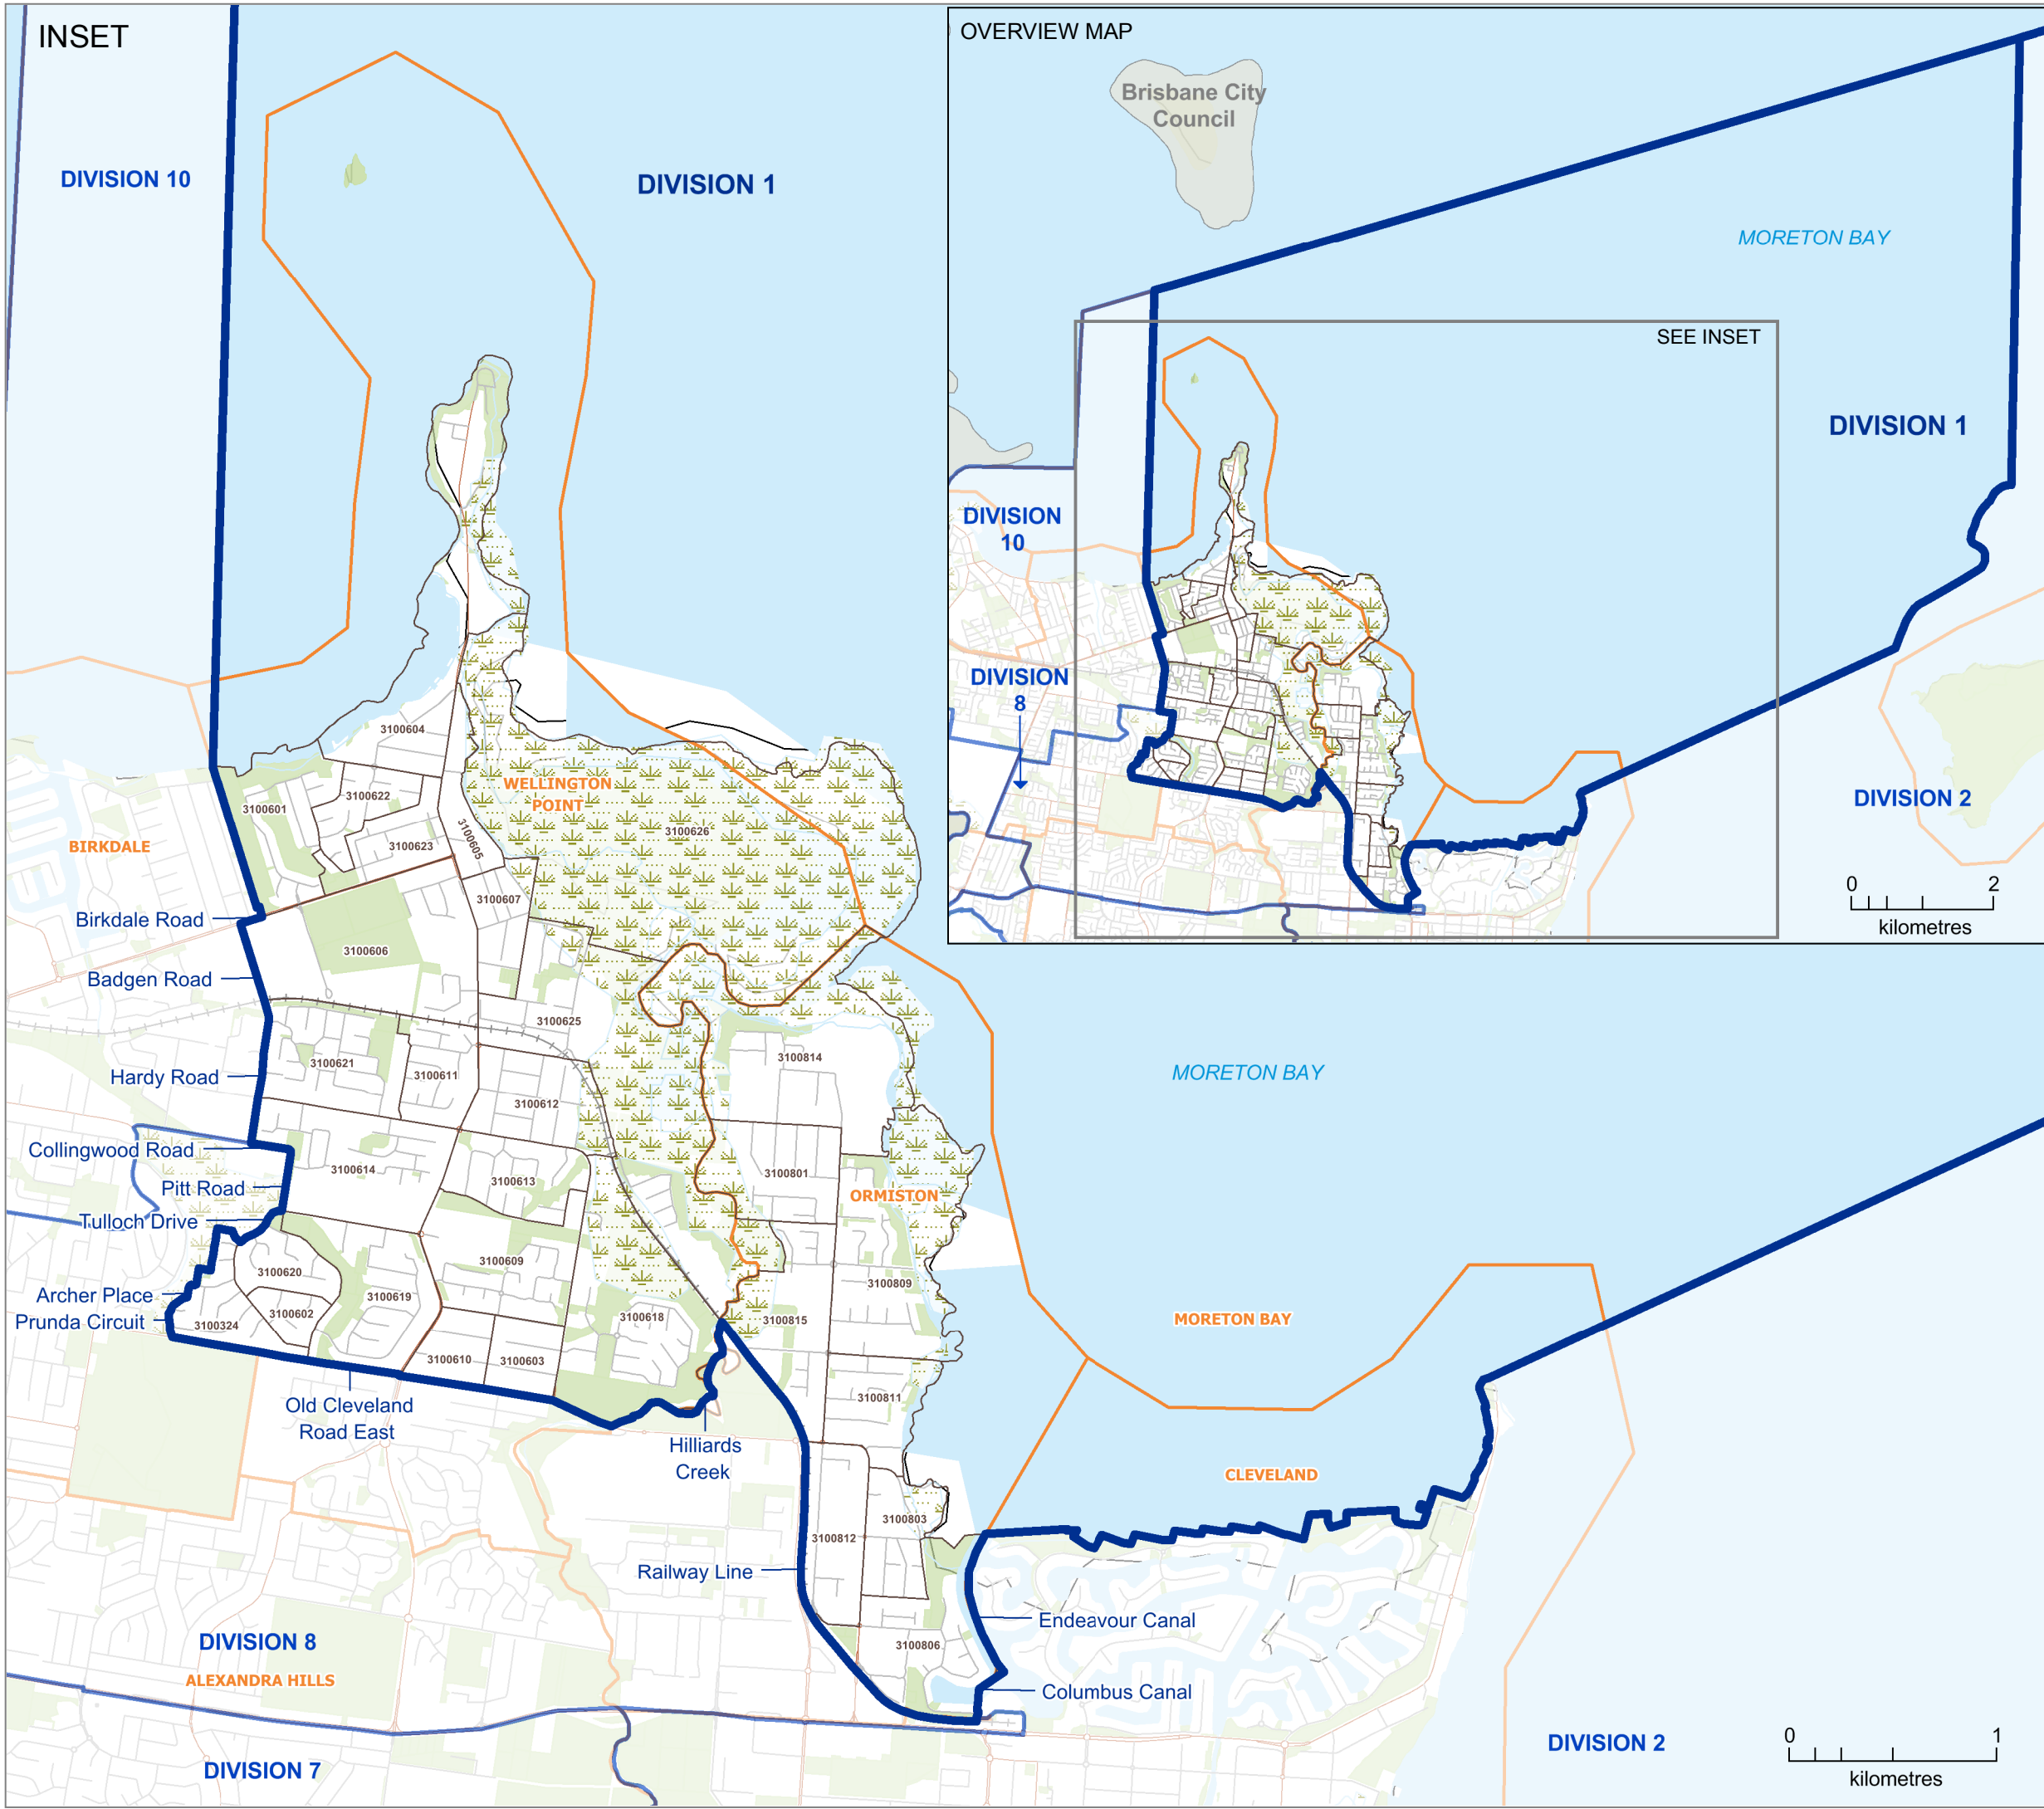 INSET
DIVISION 10
DIVISION 1
OVERVIEW MAP
Brisbane City
Council
MORETON BAY
SEE INSET
DIVISION 1
DIVISION
10
DIVISION
8
DIVISION 2
0 2
kilometres
3100604
WELLINGTON
POINT
3100622
3100601
3100605
3100626
3100623
BIRKDALE
3100607
Birkdale Road
3100606
Badgen Road
3100625
3100621
3100611
3100814
MORETON BAY
Hardy Road
3100612
Collingwood Road
3100614
3100613
3100801
Pitt Road
ORMISTON
Tulloch Drive
3100609
3100620
3100619
3100809
Archer Place
3100602
Prunda Circuit
3100324
3100618
3100815
MORETON BAY
3100610
3100603
3100811
Old Cleveland
Road East
Hilliards
Creek
CLEVELAND
3100803
3100812
Railway Line
Endeavour Canal
DIVISION 8
3100806
ALEXANDRA HILLS
Columbus Canal
DIVISION 7
DIVISION 2
0 1
kilometres